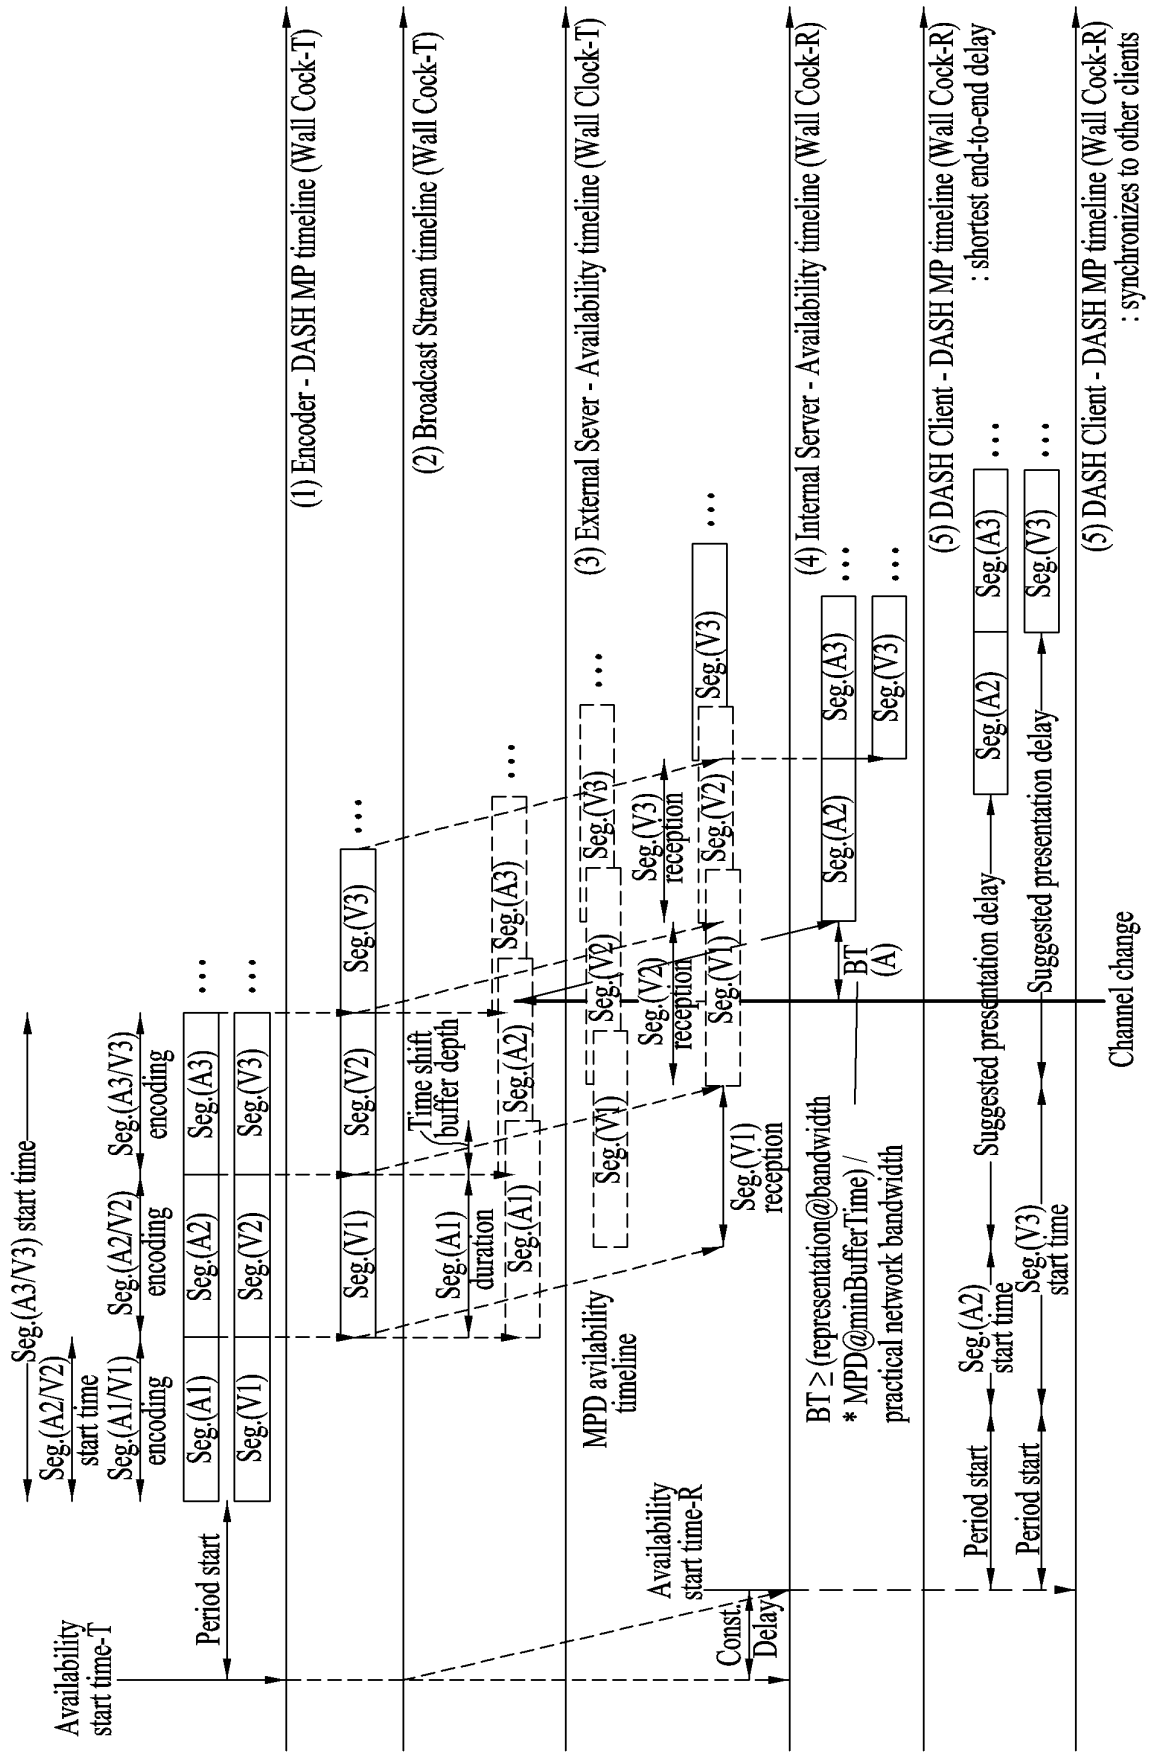 Availability
start time-T
Period start
Seg.(A3/V3) start time
Seg.(A2/V2)
start time
Seg.(A1/V1)
encoding
Seg.(A2/V2)
encoding
Seg.(A3/V3)
encoding
Seg.(A1)
Seg.(A2)
Seg.(A3)
...
Seg.(V1)
Seg.(V2)
Seg.(V3)
...
(1) Encoder - DASH MP timeline (Wall Cock-T)
Seg.(V1)
Seg.(V2)
Seg.(V3)
...
(2) Broadcast Stream timeline (Wall Cock-T)
Seg.(A1)
duration
Time shift
buffer depth
Seg.(A1)
Seg.(A2)
Seg.(A3)
...
(3) External Sever - Availability timeline (Wall Clock-T)
MPD avilability
timeline
Seg.(V1)
Seg.(V2)
Seg.(V3)
...
Availability
start time-R
Const.
Delay
Seg.(V1)
reception
Seg.(V2)
reception
Seg.(V3)
reception
Seg.(V1)
Seg.(V2)
Seg.(V3)
...
(4) Internal Server - Availability timeline (Wall Cock-R)
BT ≥ (representation@bandwidth
* MPD@minBufferTime) /
practical network bandwidth
BT
(A)
Seg.(A2)
Seg.(A3)
...
Seg.(V3)
...
(5) DASH Client - DASH MP timeline (Wall Cock-R)
: shortest end-to-end delay
Period start
Seg.(A2)
start time
Suggested presentation delay
Seg.(A2)
Seg.(A3)
...
Period start
Seg.(V3)
start time
Suggested presentation delay
Seg.(V3)
...
(5) DASH Client - DASH MP timeline (Wall Cock-R)
: synchronizes to other clients
Channel change